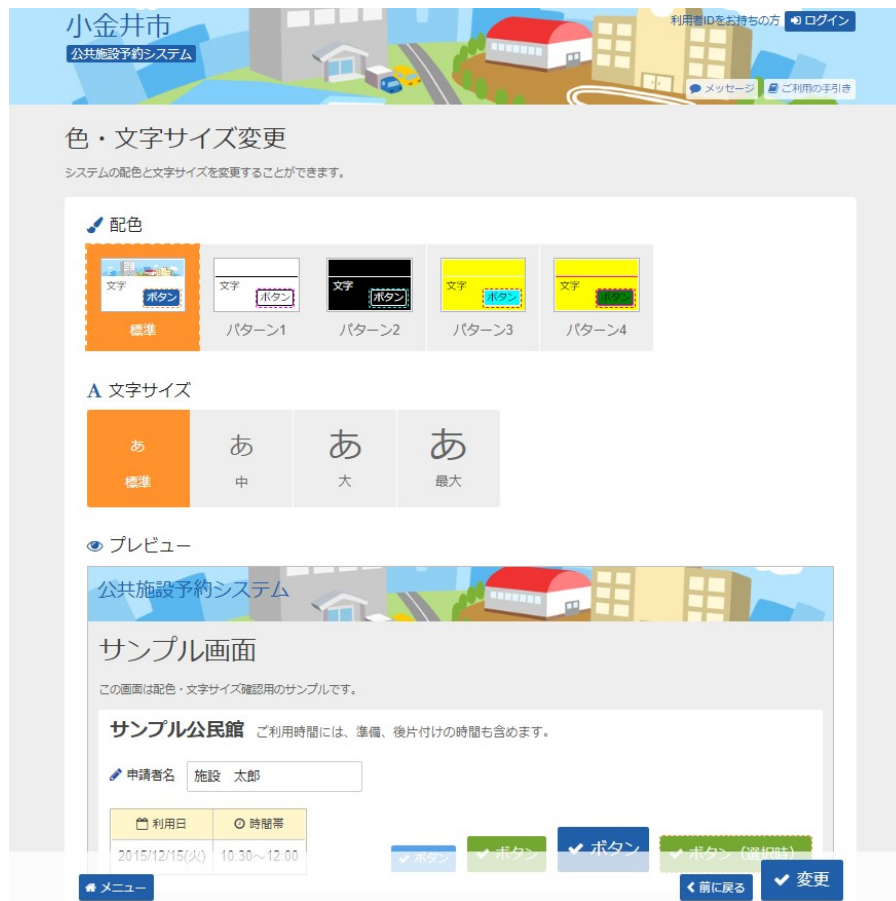 小金井市
公共施設予約システム
利用者IDをお持ちの方 ログイン
メッセージ ご利用の手引き
色・文字サイズ変更
システムの配色と文字サイズを変更することができます。
配色
文字 ボタン 文字 ボタン 文字 ボタン 文字 ボタン 文字 ボタン
標準 パターン1 パターン2 パターン3 パターン4
A 文字サイズ
あ あ あ あ
標準 中 大 最大
プレビュー
公共施設予約システム
サンプル画面
この画面は配色・文字サイズ確認用のサンプルです。
サンプル公民館 ご利用時間には、準備、後片付けの時間も含めます。
申請者名 施設 太郎
利用日 時間帯
2015/12/15(火) 10:30～12:00 ボタン ボタン ボタン ボタン（選択時）
メニュー 前に戻る 変更